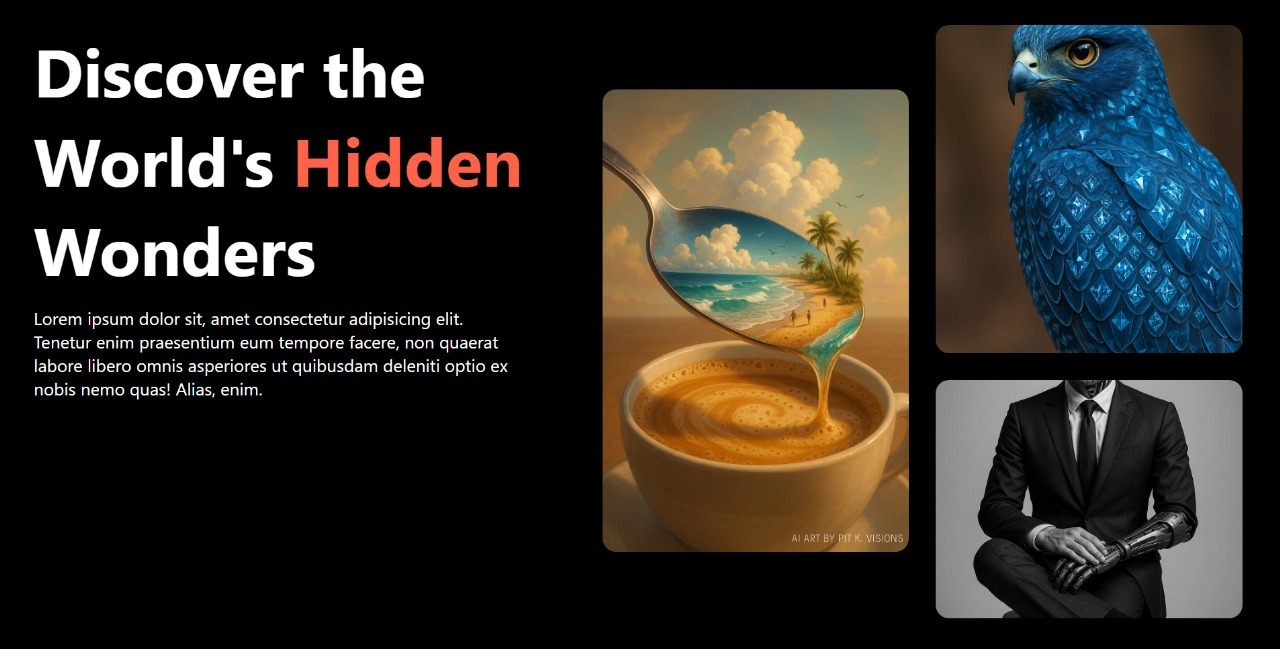 Discover the
World's Hidden
Wonders
Lorem ipsum dolor sit, amet consectetur adipisicing elit.
Tenetur enim praesentium eum tempore facere, non quaerat
labore libero omnis asperiores ut quibusdam deleniti optio ex
nobis nemo quas! Alias, enim.
AI ART BY PIT K. VISIONS